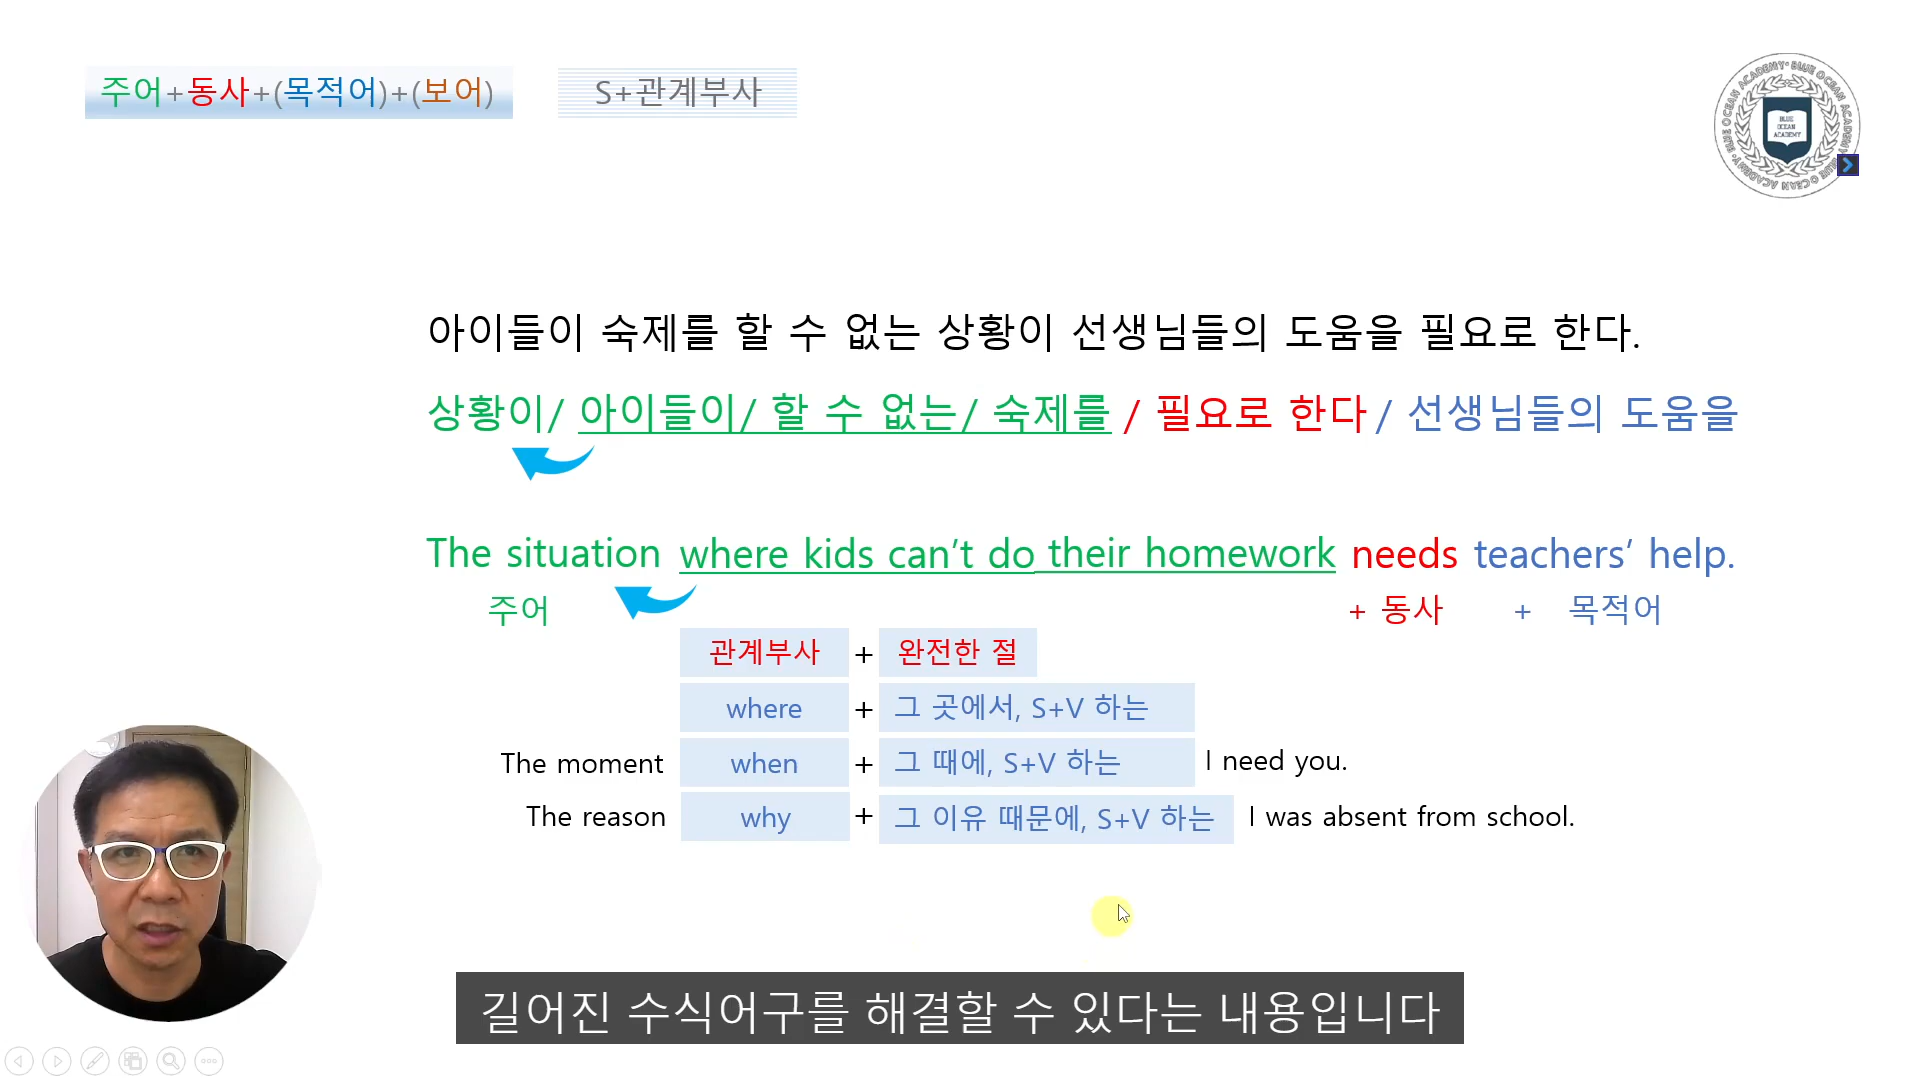 주어+동사+(목적어)+(보어)
S+관계부사
BLUE OCEAN ACADEMY
BLUE OCEAN ACADEMY
아이들이 숙제를 할 수 없는 상황이 선생님들의 도움을 필요로 한다.
상황이/ 아이들이/ 할 수 없는/ 숙제를 / 필요로 한다 / 선생님들의 도움을
The situation where kids can’t do their homework needs teachers’ help.
주어 + 동사 + 목적어
관계부사 + 완전한 절
where + 그 곳에서, S+V 하는
The moment when + 그 때에, S+V 하는 I need you.
The reason why + 그 이유 때문에, S+V 하는 I was absent from school.
길어진 수식어구를 해결할 수 있다는 내용입니다